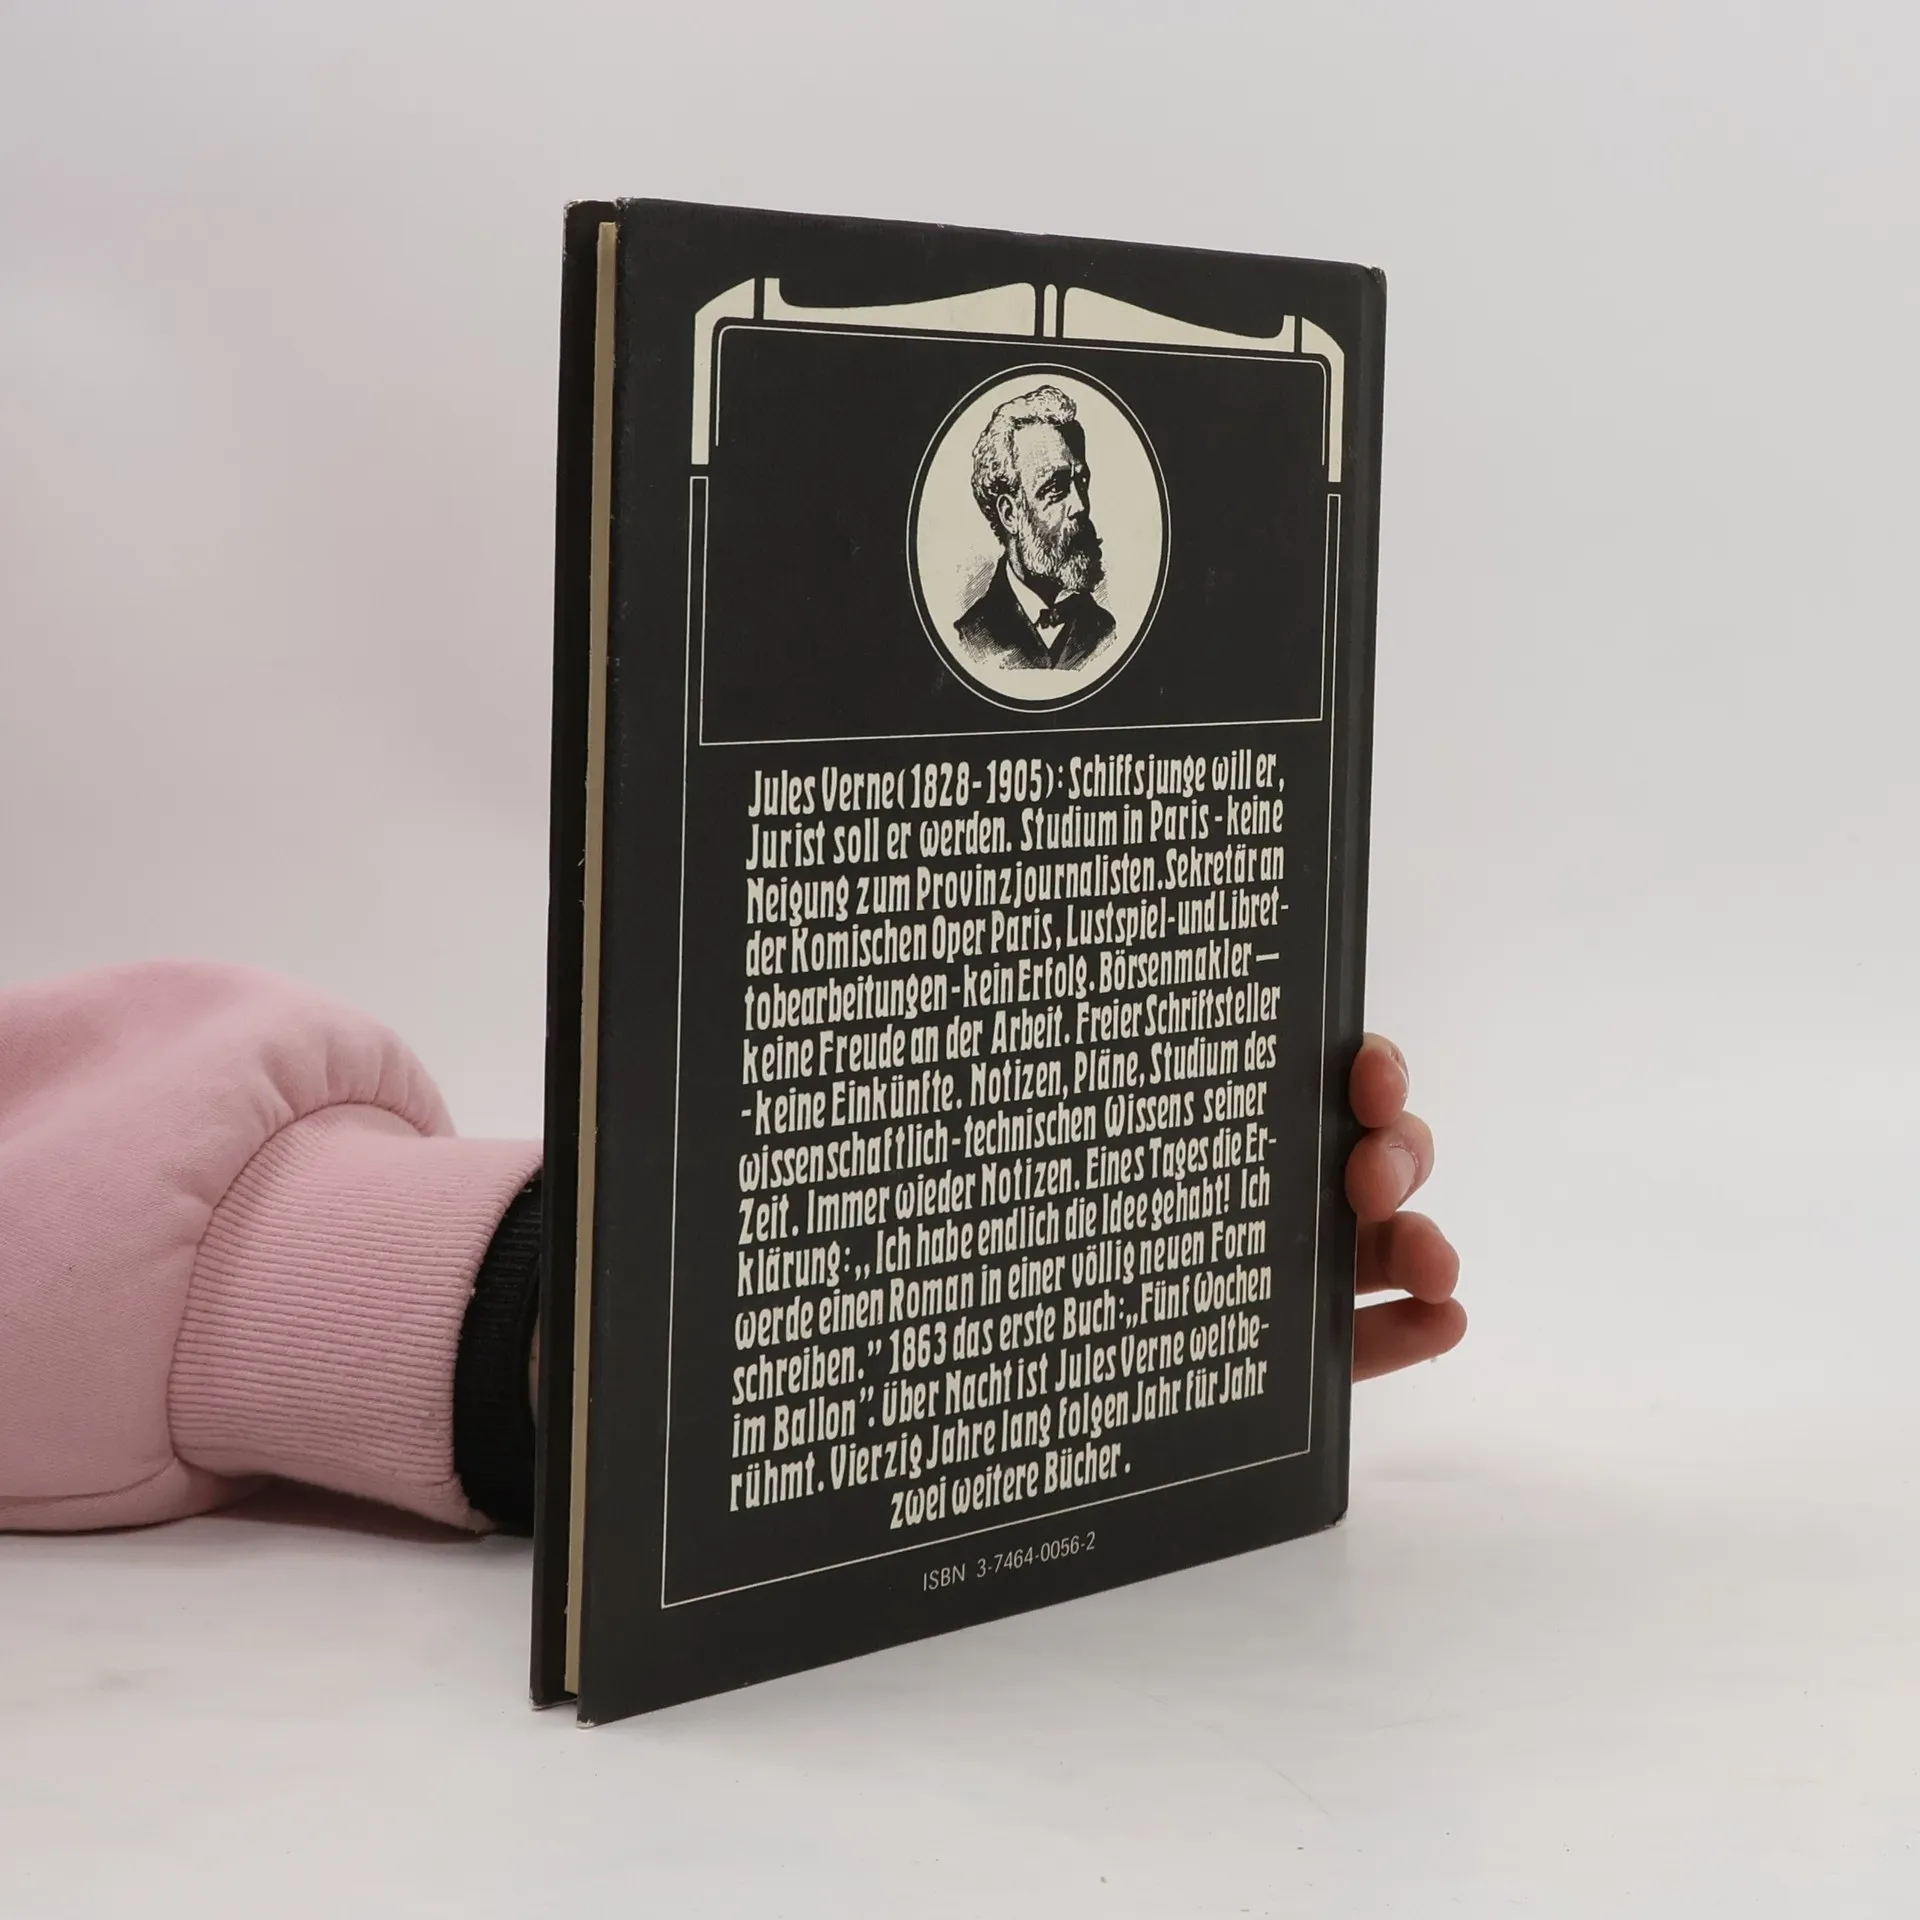 Jules Verne (1828-1905): Schiffsjunge will er,
Jurist soll er werden. Studium in Paris - keine
Neigung zum Provinzjournalisten. Sekretär an
der Komischen Oper Paris, Lustspiel- und Libret-
tobearbeitungen - kein Erfolg. Börsenmakler —
keine Freude an der Arbeit. Freier Schriftsteller
- keine Einkünfte. Notizen, Pläne, Studium des
wissenschaftlich-technischen Wissens seiner
Zeit. Immer wieder Notizen. Eines Tages die Er-
klärung: „Ich habe endlich die Idee gehabt! Ich
werde einen Roman in einer völlig neuen Form
schreiben.” 1863 das erste Buch: „Fünf Wochen
im Ballon”. Über Nacht ist Jules Verne weltbe-
rühmt. Vierzig Jahre lang folgen Jahr für Jahr
zwei weitere Bücher.
ISBN 3-7464-0056-2